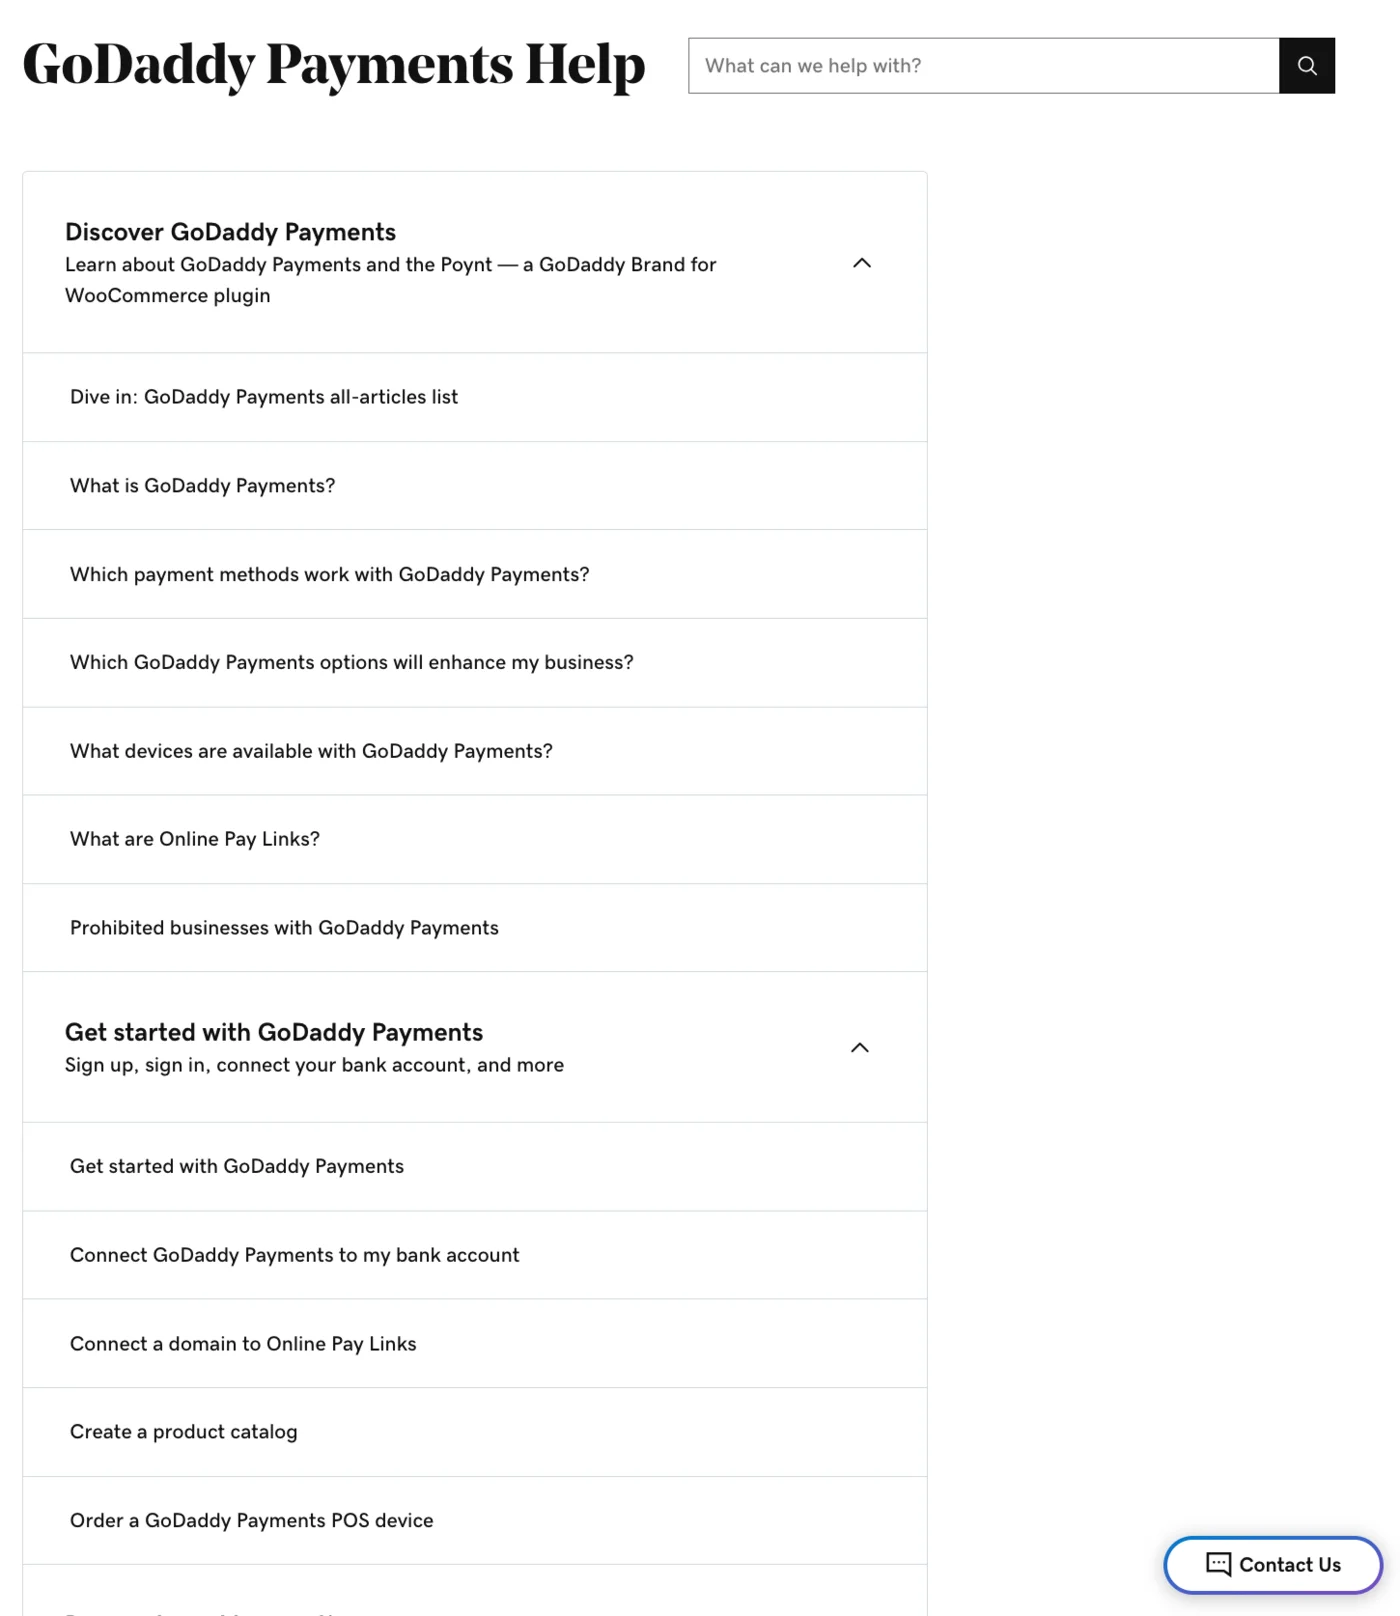 GoDaddy Payments Help
What can we help with?
Discover GoDaddy Payments
Learn about GoDaddy Payments and the Poynt — a GoDaddy Brand for
WooCommerce plugin
Dive in: GoDaddy Payments all-articles list
What is GoDaddy Payments?
Which payment methods work with GoDaddy Payments?
Which GoDaddy Payments options will enhance my business?
What devices are available with GoDaddy Payments?
What are Online Pay Links?
Prohibited businesses with GoDaddy Payments
Get started with GoDaddy Payments
Sign up, sign in, connect your bank account, and more
Get started with GoDaddy Payments
Connect GoDaddy Payments to my bank account
Connect a domain to Online Pay Links
Create a product catalog
Order a GoDaddy Payments POS device
Contact Us